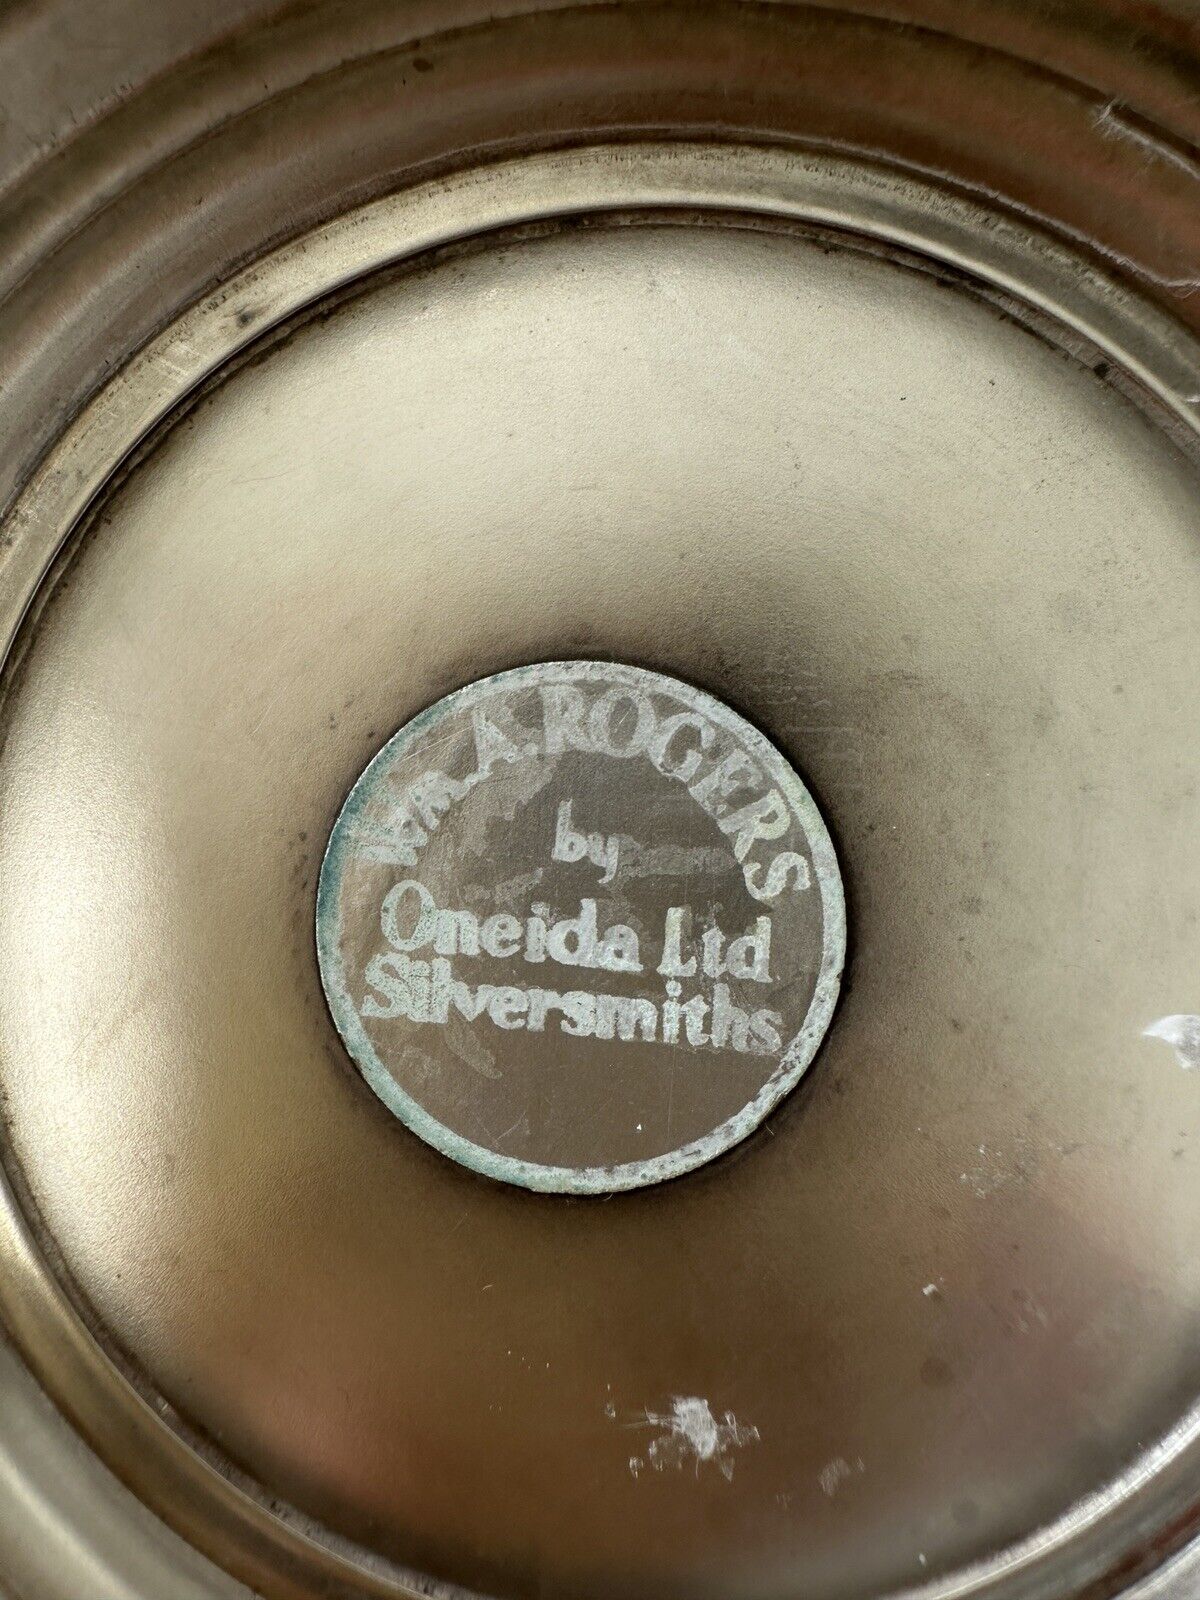 Wm.A.ROGERS
by
Oneida Ltd
Silversmiths